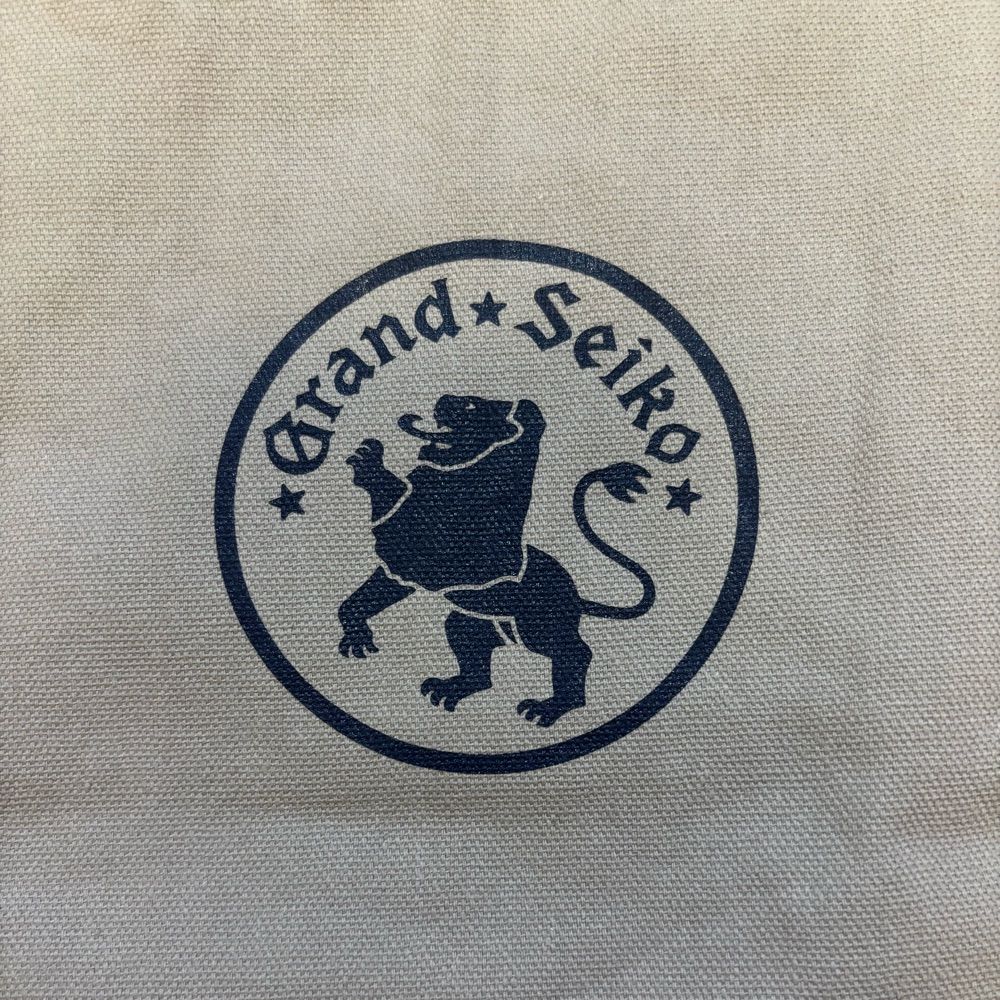 ★ Grand ★ Seiko ★